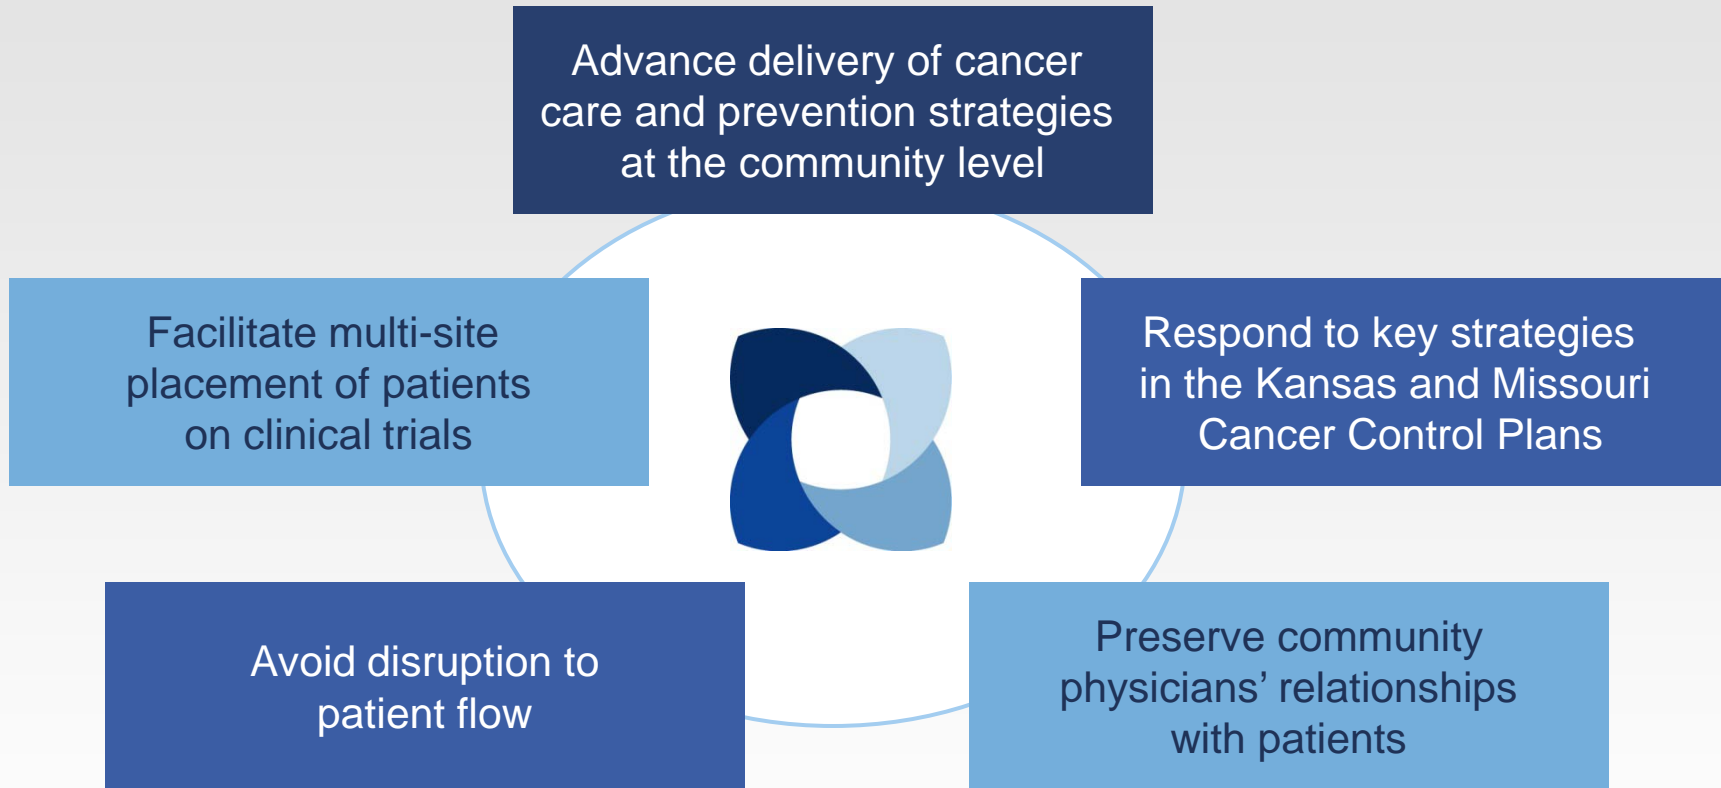 Advance delivery of cancer
care and prevention strategies
at the community level
Facilitate multi-site
placement of patients
on clinical trials
Respond to key strategies
in the Kansas and Missouri
Cancer Control Plans
Avoid disruption to
patient flow
Preserve community
physicians’ relationships
with patients